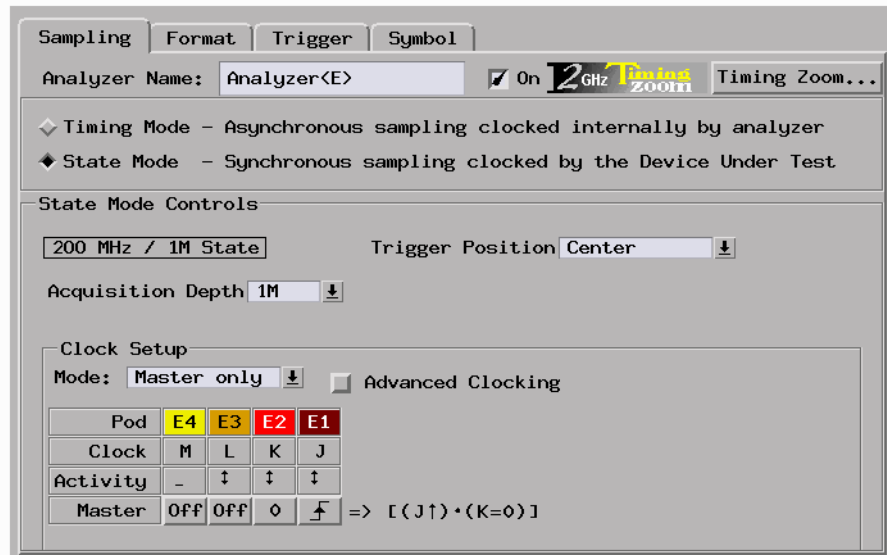 Sampling Format Trigger Symbol
Analyzer Name: Analyzer<E> On 2GHz Timing zoom Timing Zoom...
Timing Mode - Asynchronous sampling clocked internally by analyzer
State Mode - Synchronous sampling clocked by the Device Under Test
State Mode Controls
200 MHz / 1M State Trigger Position Center
Acquisition Depth 1M
Clock Setup
Mode: Master only Advanced Clocking
Pod E4 E3 E2 E1
Clock M L K J
Activity - ↕ ↕ ↕
Master Off Off 0 => [(J↑)·(K=0)]